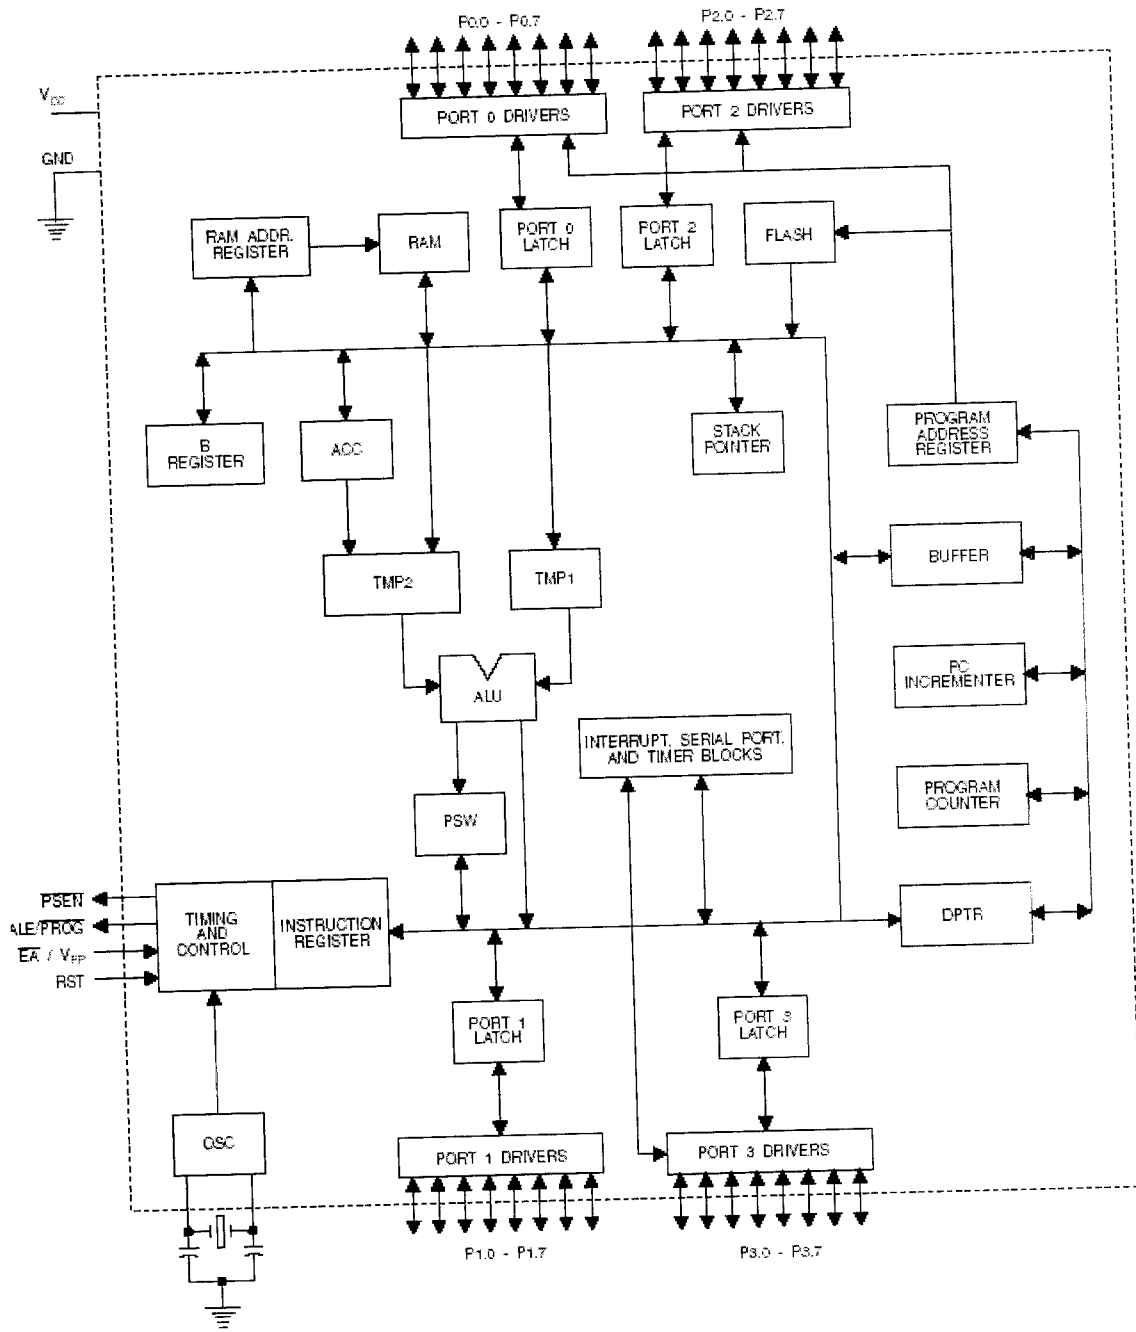 P0.0 - P0.7
P2.0 - P2.7
VCC
PORT 0 DRIVERS
PORT 2 DRIVERS
GND
RAM ADDR.
REGISTER
RAM
PORT 0
LATCH
PORT 2
LATCH
FLASH
B
REGISTER
ACC
STACK
POINTER
PROGRAM
ADDRESS
REGISTER
TMP2
TMP1
BUFFER
ALU
PC
INCREMENTER
INTERRUPT, SERIAL PORT,
AND TIMER BLOCKS
PSW
PROGRAM
COUNTER
PSEN
ALE/PROG
EA / VPP
RST
TIMING
AND
CONTROL
INSTRUCTION
REGISTER
DPTR
PORT 1
LATCH
PORT 3
LATCH
OSC
PORT 1 DRIVERS
PORT 3 DRIVERS
P1.0 - P1.7
P3.0 - P3.7